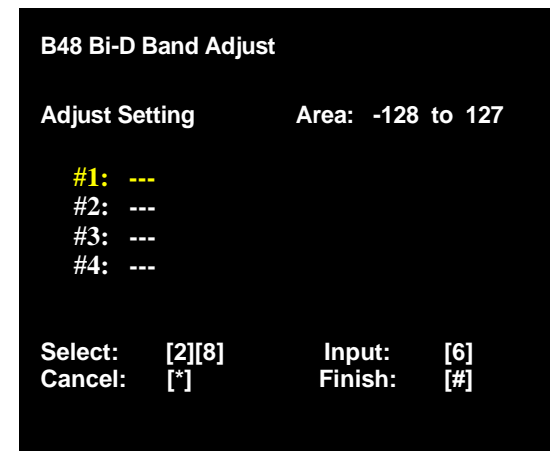 B48 Bi-D Band Adjust
Adjust Setting Area: -128 to 127
#1: ---
#2: ---
#3: ---
#4: ---
Select: [2][8] Input: [6]
Cancel: [*] Finish: [#]